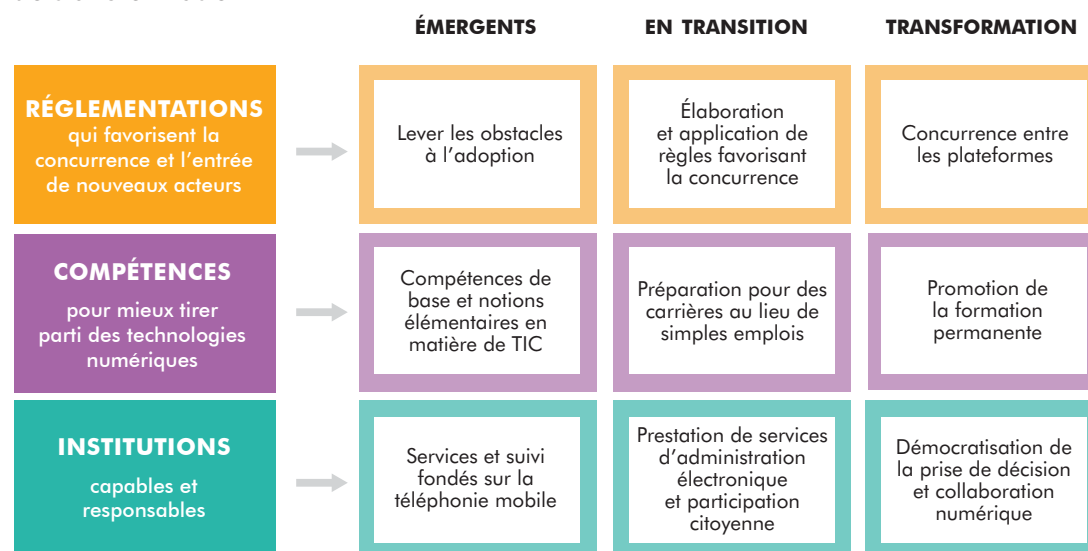 ÉMERGENTS
EN TRANSITION
TRANSFORMATION
RÉGLEMENTATIONS
qui favorisent la
concurrence et l'entrée
de nouveaux acteurs
Lever les obstacles
à l'adoption
Élaboration
et application de
règles favorisant
la concurrence
Concurrence entre
les plateformes
COMPÉTENCES
pour mieux tirer
parti des technologies
numériques
Compétences de
base et notions
élémentaires en
matière de TIC
Préparation pour des
carrières au lieu de
simples emplois
Promotion de
la formation
permanente
INSTITUTIONS
capables et
responsables
Services et suivi
fondés sur la
téléphonie mobile
Prestation de services
d'administration
électronique
et participation
citoyenne
Démocratisation de
la prise de décision
et collaboration
numérique